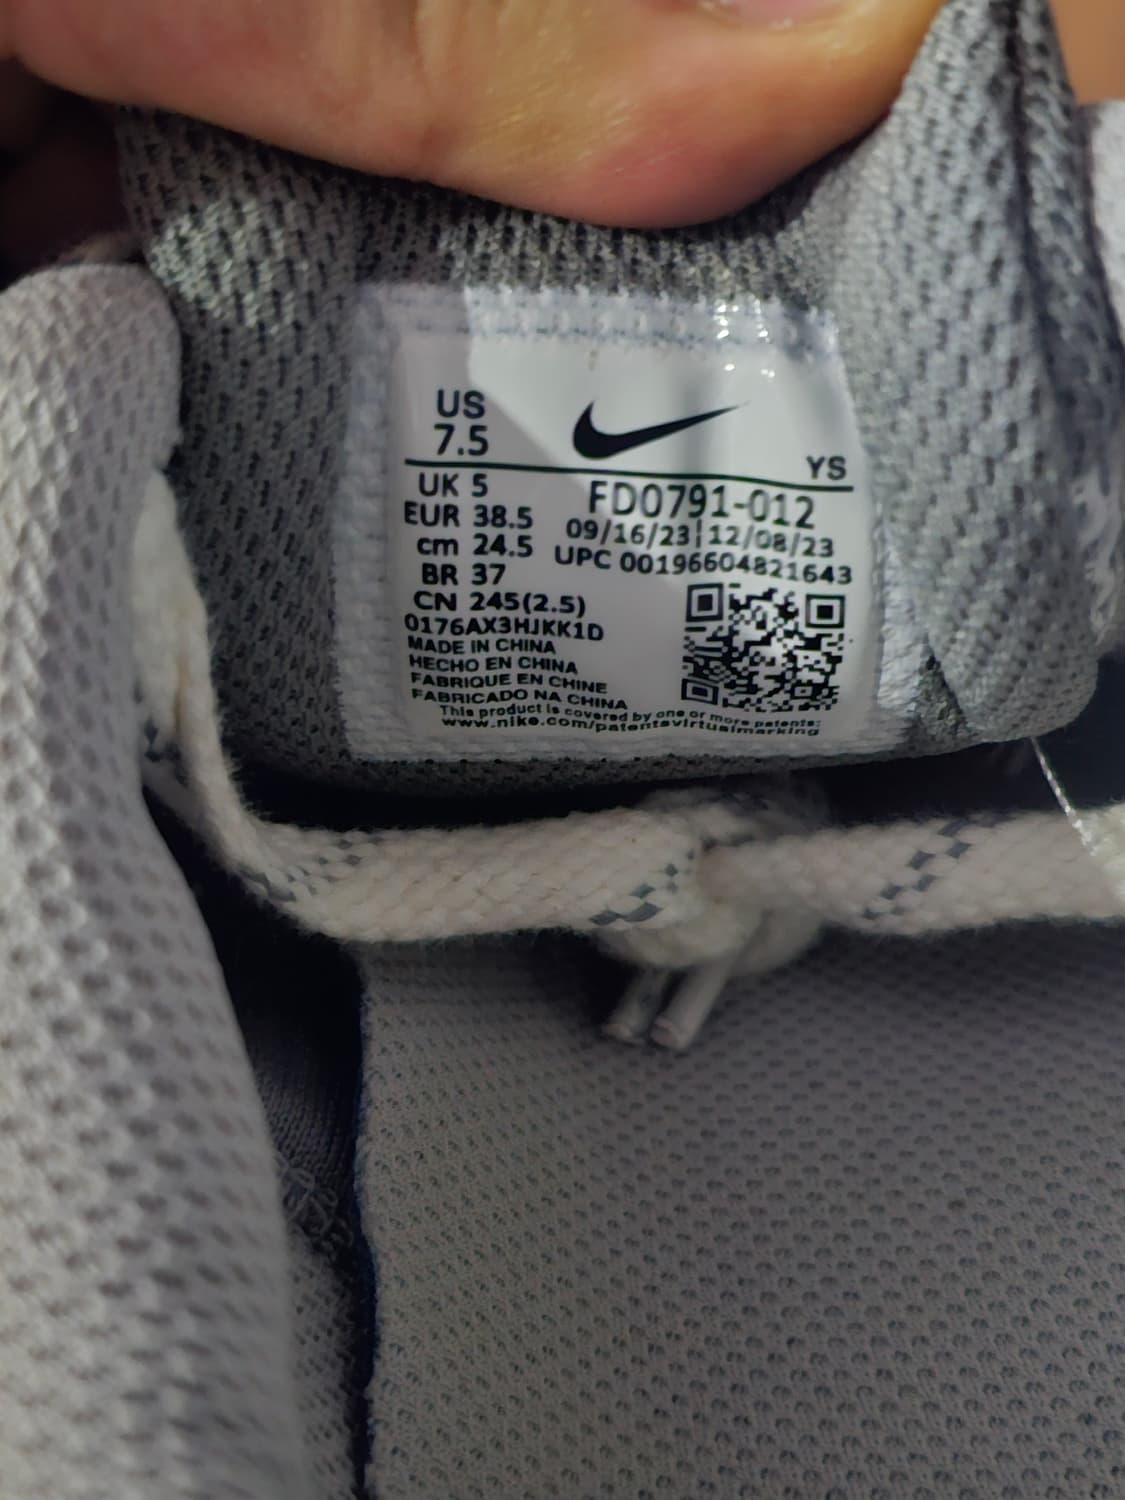 US
7.5
YS
UK 5
EUR 38.5
cm 24.5
BR 37
CN 245(2.5)
FD0791-012
09/16/23|12/08/23
UPC 00196604821643
0176AX3HJKK1D
MADE IN CHINA
HECHO EN CHINA
FABRIQUE EN CHINE
FABRICADO NA CHINA
This product is covered by one or more patents:
www.nike.com/patentsvirtualmarking